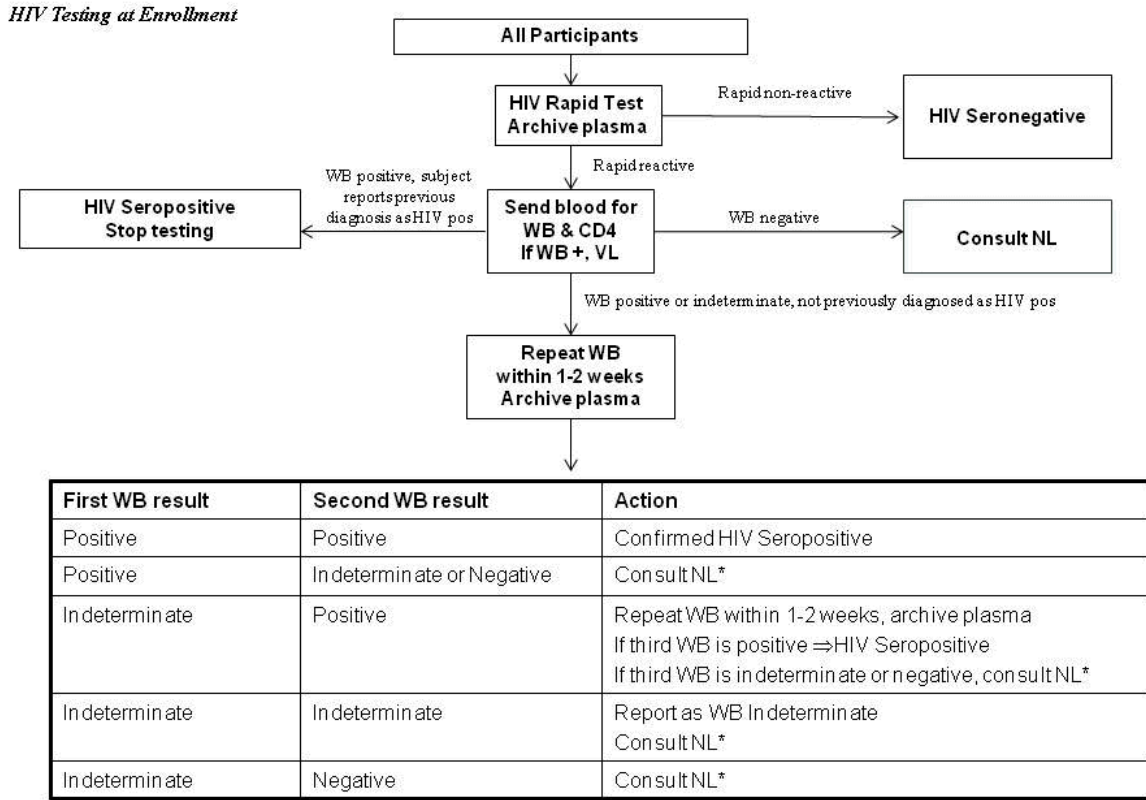 HIV Testing at Enrollment
All Participants
HIV Rapid Test
Archive plasma
Rapid non-reactive
HIV Seronegative
Rapid reactive
WB positive, subject
reports previous
diagnosis as HIV pos
HIV Seropositive
Stop testing
Send blood for
WB & CD4
If WB +, VL
WB negative
Consult NL
WB positive or indeterminate, not previously diagnosed as HIV pos
Repeat WB
within 1-2 weeks
Archive plasma
First WB result Second WB result Action
Positive Positive Confirmed HIV Seropositive
Positive Indeterminate or Negative Consult NL*
Indeterminate Positive Repeat WB within 1-2 weeks, archive plasma
If third WB is positive ⇒HIV Seropositive
If third WB is indeterminate or negative, consult NL*
Indeterminate Indeterminate Report as WB Indeterminate
Consult NL*
Indeterminate Negative Consult NL*